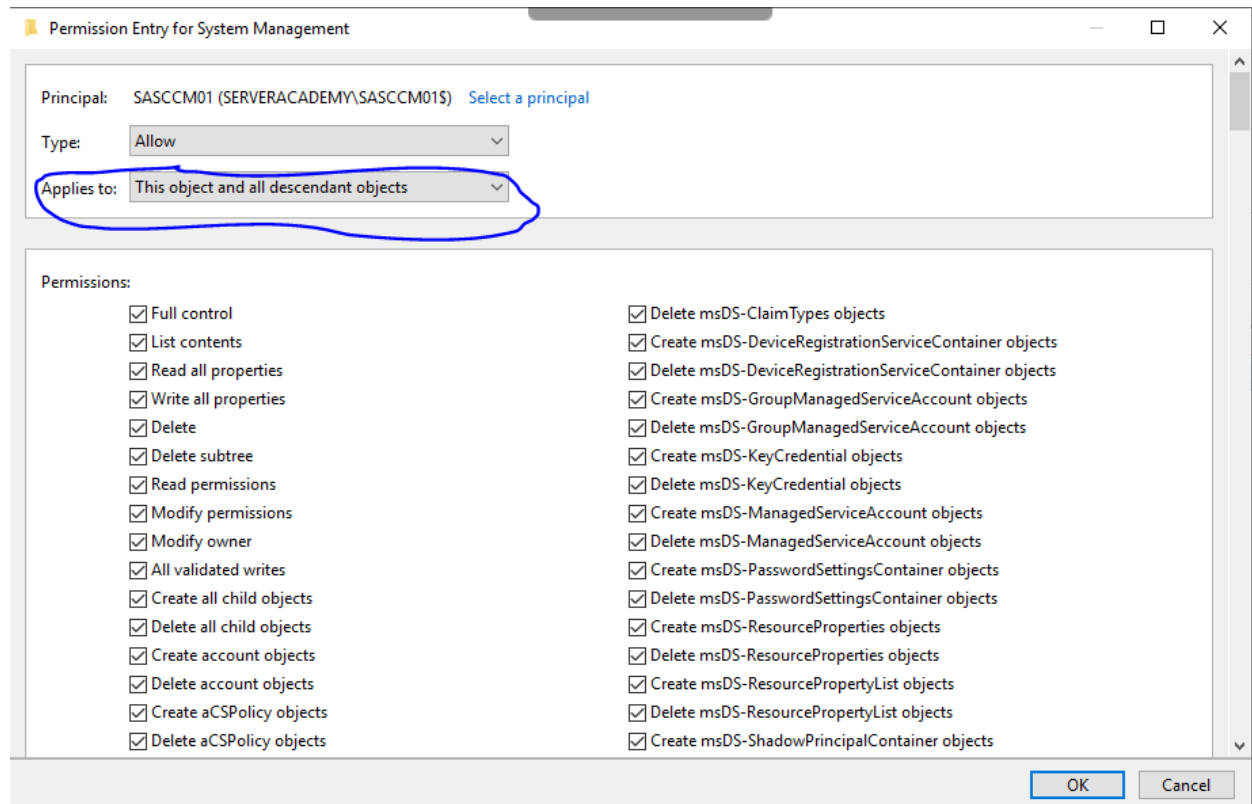 Permission Entry for System Management
Principal: SASCCM01 (SERVERACADEMY\SASCCM01$) Select a principal
Type: Allow
Applies to: This object and all descendant objects
Permissions:
Full control
List contents
Read all properties
Write all properties
Delete
Delete subtree
Read permissions
Modify permissions
Modify owner
All validated writes
Create all child objects
Delete all child objects
Create account objects
Delete account objects
Create aCSPolicy objects
Delete aCSPolicy objects
Delete msDS-ClaimTypes objects
Create msDS-DeviceRegistrationServiceContainer objects
Delete msDS-DeviceRegistrationServiceContainer objects
Create msDS-GroupManagedServiceAccount objects
Delete msDS-GroupManagedServiceAccount objects
Create msDS-KeyCredential objects
Delete msDS-KeyCredential objects
Create msDS-ManagedServiceAccount objects
Delete msDS-ManagedServiceAccount objects
Create msDS-PasswordSettingsContainer objects
Delete msDS-PasswordSettingsContainer objects
Create msDS-ResourceProperties objects
Delete msDS-ResourceProperties objects
Create msDS-ResourcePropertyList objects
Delete msDS-ResourcePropertyList objects
Create msDS-ShadowPrincipalContainer objects
OK Cancel